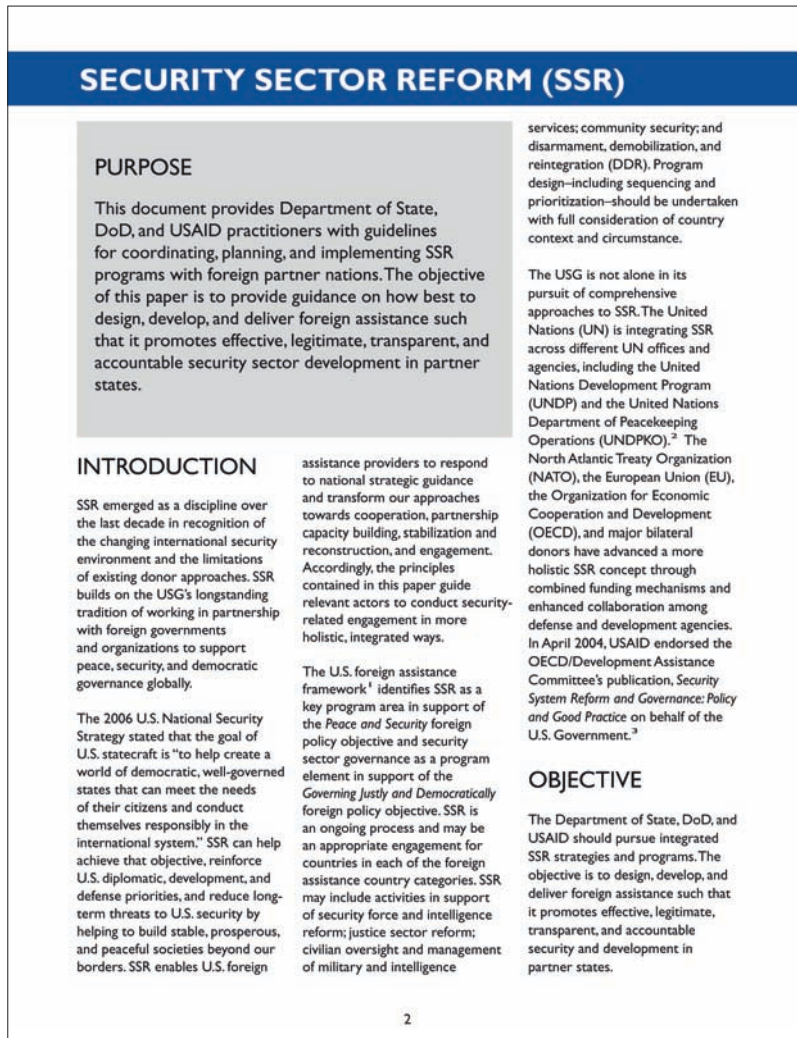 SECURITY SECTOR REFORM (SSR)
PURPOSE
This document provides Department of State,
DoD, and USAID practitioners with guidelines
for coordinating, planning, and implementing SSR
programs with foreign partner nations. The objective
of this paper is to provide guidance on how best to
design, develop, and deliver foreign assistance such
that it promotes effective, legitimate, transparent, and
accountable security sector development in partner
states.
INTRODUCTION
SSR emerged as a discipline over
the last decade in recognition of
the changing international security
environment and the limitations
of existing donor approaches. SSR
builds on the USG's longstanding
tradition of working in partnership
with foreign governments
and organizations to support
peace, security, and democratic
governance globally.
The 2006 U.S. National Security
Strategy stated that the goal of
U.S. statecraft is "to help create a
world of democratic, well-governed
states that can meet the needs
of their citizens and conduct
themselves responsibly in the
international system." SSR can help
achieve that objective, reinforce
U.S. diplomatic, development, and
defense priorities, and reduce long-
term threats to U.S. security by
helping to build stable, prosperous,
and peaceful societies beyond our
borders. SSR enables U.S. foreign
assistance providers to respond
to national strategic guidance
and transform our approaches
towards cooperation, partnership
capacity building, stabilization and
reconstruction, and engagement.
Accordingly, the principles
contained in this paper guide
relevant actors to conduct security-
related engagement in more
holistic, integrated ways.
The U.S. foreign assistance
framework¹ identifies SSR as a
key program area in support of
the Peace and Security foreign
policy objective and security
sector governance as a program
element in support of the
Governing Justly and Democratically
foreign policy objective. SSR is
an ongoing process and may be
an appropriate engagement for
countries in each of the foreign
assistance country categories. SSR
may include activities in support
of security force and intelligence
reform; justice sector reform;
civilian oversight and management
of military and intelligence
services; community security; and
disarmament, demobilization, and
reintegration (DDR). Program
design–including sequencing and
prioritization–should be undertaken
with full consideration of country
context and circumstance.
The USG is not alone in its
pursuit of comprehensive
approaches to SSR. The United
Nations (UN) is integrating SSR
across different UN offices and
agencies, including the United
Nations Development Program
(UNDP) and the United Nations
Department of Peacekeeping
Operations (UNDPKO).² The
North Atlantic Treaty Organization
(NATO), the European Union (EU),
the Organization for Economic
Cooperation and Development
(OECD), and major bilateral
donors have advanced a more
holistic SSR concept through
combined funding mechanisms and
enhanced collaboration among
defense and development agencies.
In April 2004, USAID endorsed the
OECD/Development Assistance
Committee's publication, Security
System Reform and Governance: Policy
and Good Practice on behalf of the
U.S. Government.³
OBJECTIVE
The Department of State, DoD, and
USAID should pursue integrated
SSR strategies and programs. The
objective is to design, develop, and
deliver foreign assistance such that
it promotes effective, legitimate,
transparent, and accountable
security and development in
partner states.
2